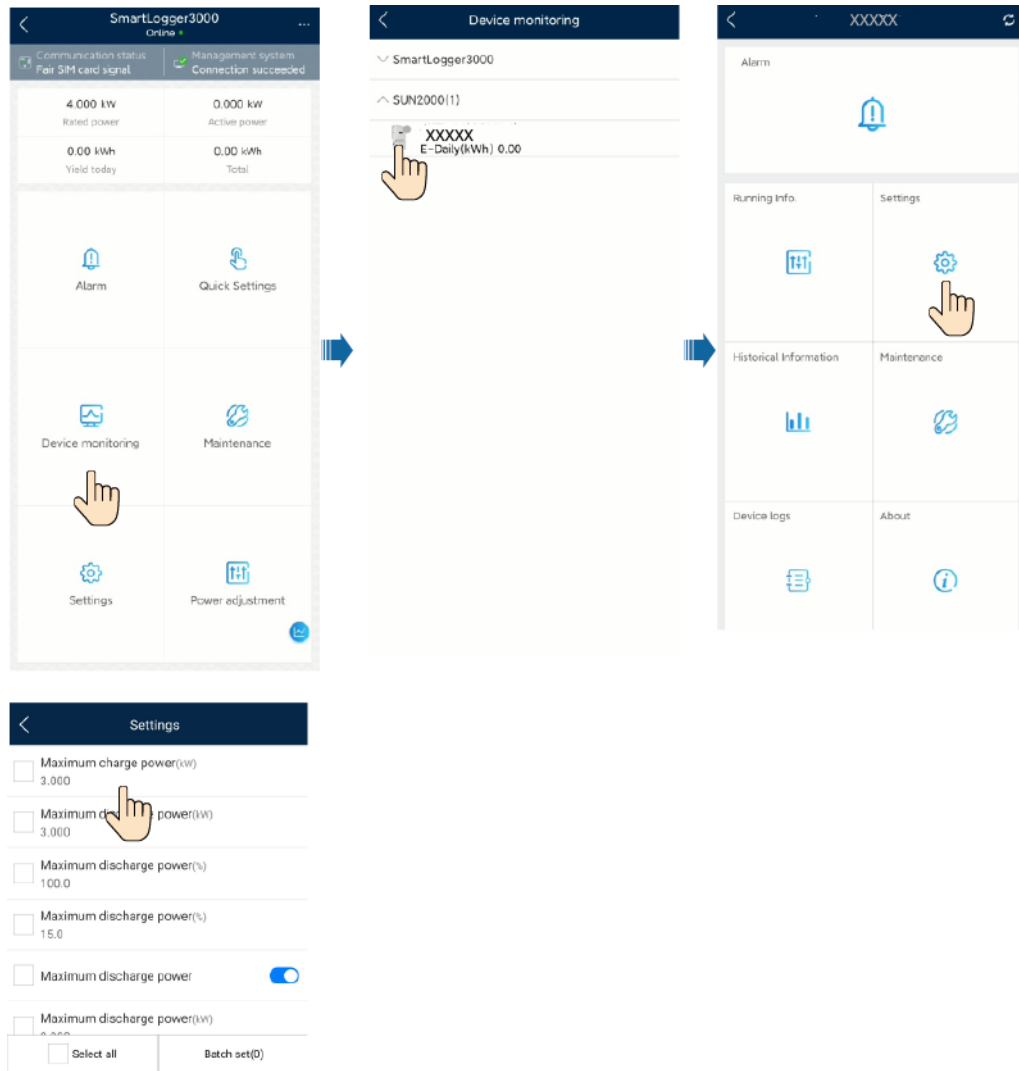 SmartLogger3000
Online
...
Communication status
Fair SIM card signal
Management system
Connection succeeded
4.000 kW
Rated power
0.000 kW
Active power
0.00 kWh
Yield today
0.00 kWh
Total
Alarm
Quick Settings
Device monitoring
Maintenance
Settings
Power adjustment
Device monitoring
SmartLogger3000
SUN2000(1)
XXXXX
E-Daily(kWh) 0.00
XXXXX
Alarm
Running Info.
Settings
Historical Information
Maintenance
Device logs
About
Settings
Maximum charge power(kW)
3.000
Maximum discharge power(kW)
3.000
Maximum discharge power(%)
100.0
Maximum discharge power(%)
15.0
Maximum discharge power
Maximum discharge power(kW)
Select all
Batch set(0)